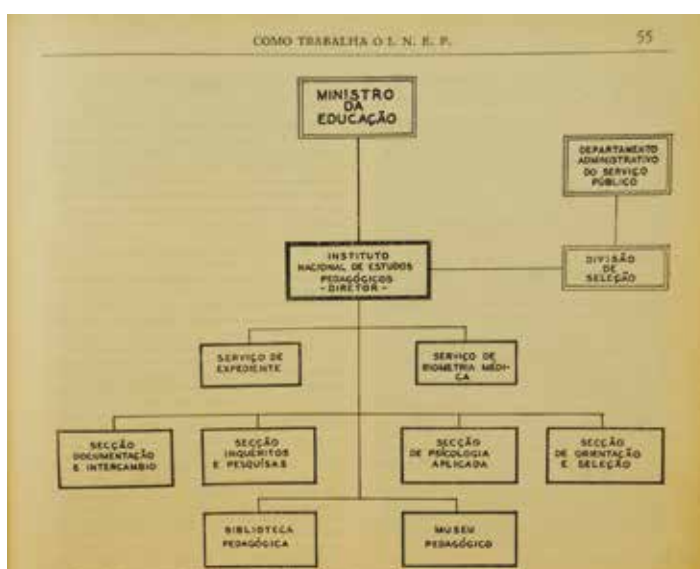 COMO TRABALHA O I. N. E. P.
55
MINISTRO
DA
EDUCAÇÃO
DEPARTAMENTO
ADMINISTRATIVO
DO SERVIÇO
PÚBLICO
INSTITUTO
NACIONAL DE ESTUDOS
PEDAGÓGICOS
- DIRETOR -
DIVISÃO
DE
SELEÇÃO
SERVIÇO DE
EXPEDIENTE
SERVIÇO DE
BIOMETRIA MÉDI-
CA
SECÇÃO
DOCUMENTAÇÃO
E INTERCAMBIO
SECÇÃO
INQUÉRITOS
E PESQUÍSAS
SECÇÃO
DE PSICOLOGIA
APLICADA
SECÇÃO
DE ORIENTAÇÃO
E SELEÇÃO
BIBLIOTECA
PEDAGÓGICA
MUSEU
PEDAGÓGICO